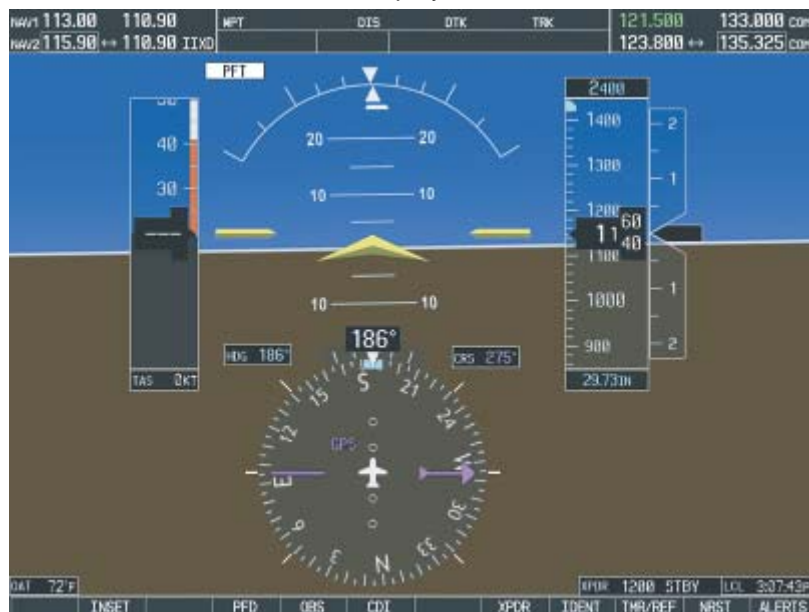 NAV1 113.00 110.90 WPT DIS DTK TRK 121.500 133.000 COM
NAV2 115.90 ↔ 110.90 IIXD 123.800 ↔ 135.325 COM
PFT
2400
40
30
20 20
10 10
10 10
1400
1300
1200
1100
1000
900
11
60
40
2
1
1
2
TAS 0KT
29.73IN
HDG 186°
186°
CRS 275°
S
21
24
W
30
33
N
3
6
E
12
15
GPS
OAT 72°F
XPDR 1200 STBY LCL 3:07:43
INSET PFD OBS CDI XPDR IDENT TMR/REF NRST ALERTS